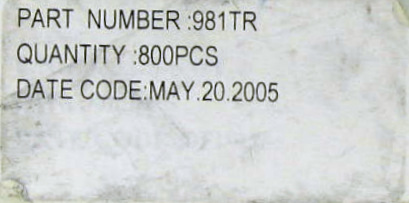 PART NUMBER :981TR
QUANTITY :800PCS
DATE CODE:MAY.20.2005